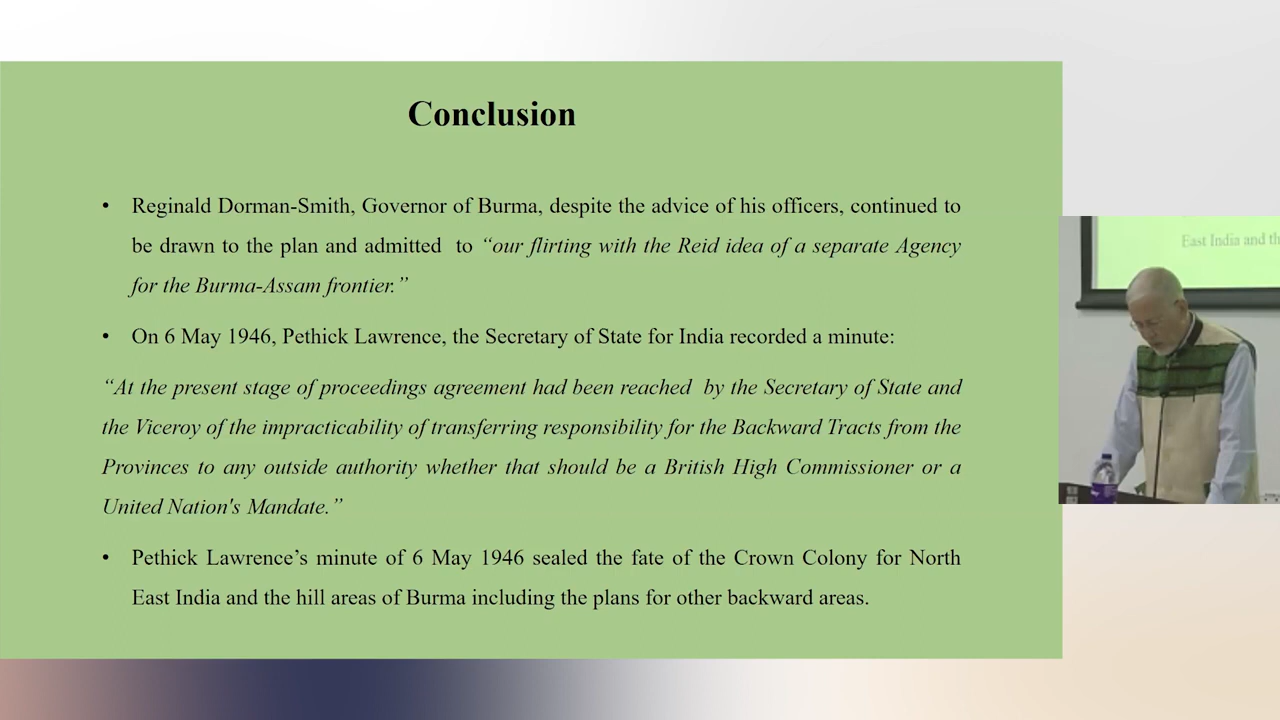 Conclusion
• Reginald Dorman-Smith, Governor of Burma, despite the advice of his officers, continued to
be drawn to the plan and admitted to “our flirting with the Reid idea of a separate Agency
for the Burma-Assam frontier.”
• On 6 May 1946, Pethick Lawrence, the Secretary of State for India recorded a minute:
“At the present stage of proceedings agreement had been reached by the Secretary of State and
the Viceroy of the impracticability of transferring responsibility for the Backward Tracts from the
Provinces to any outside authority whether that should be a British High Commissioner or a
United Nation's Mandate.”
• Pethick Lawrence’s minute of 6 May 1946 sealed the fate of the Crown Colony for North
East India and the hill areas of Burma including the plans for other backward areas.
East India and th